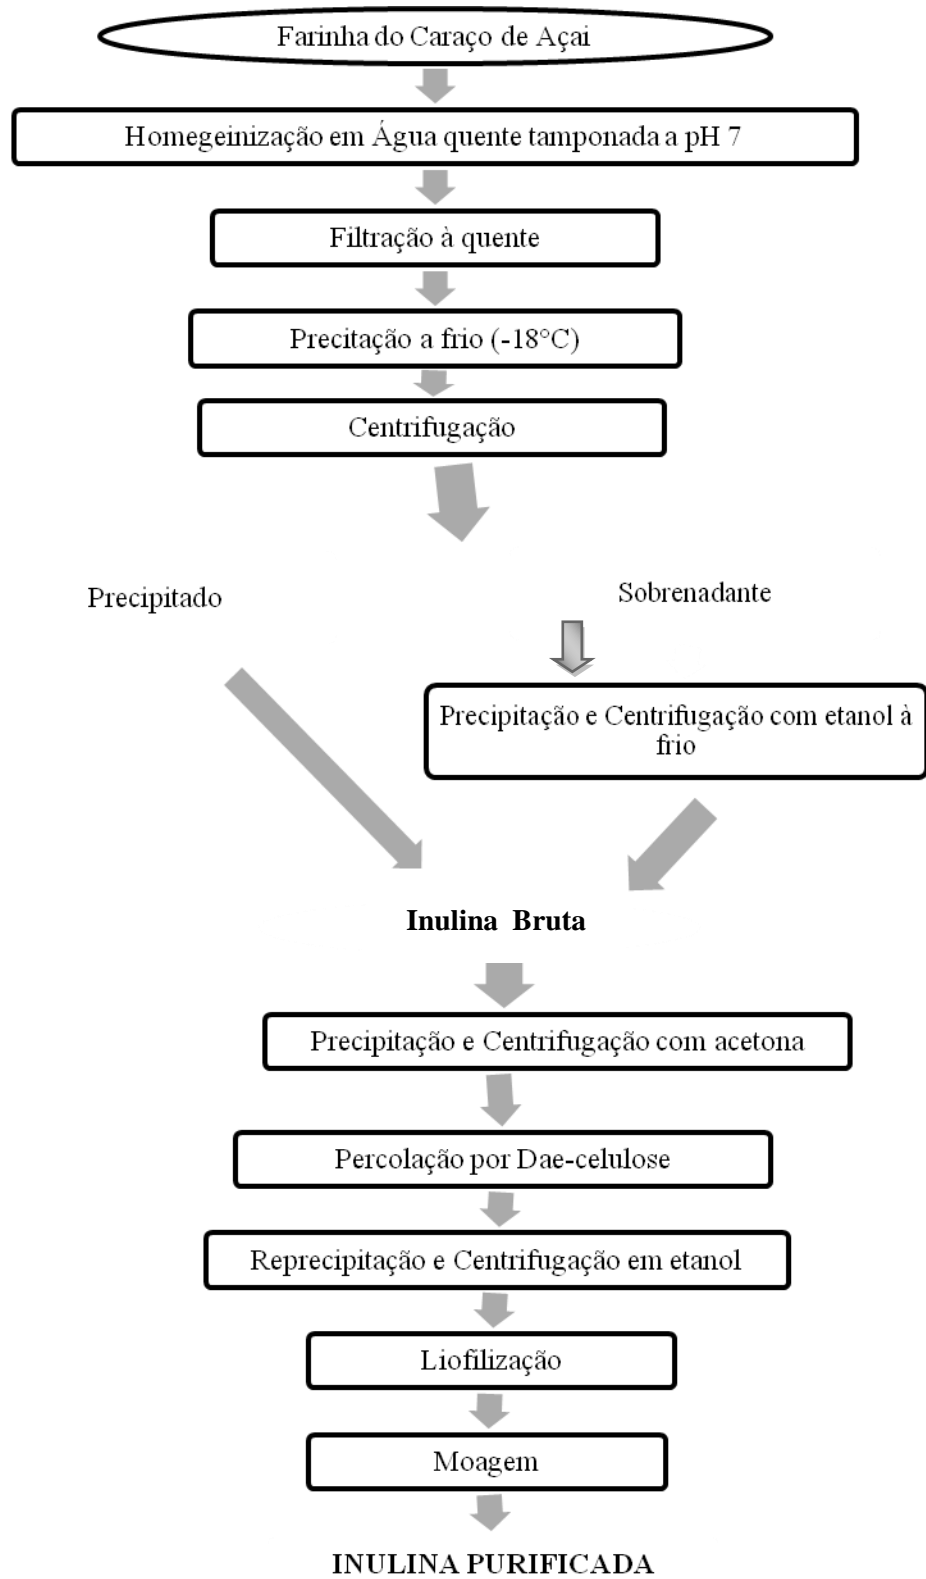 Farinha do Caraço de Açai
Homegeinização em Água quente tamponada a pH 7
Filtração à quente
Precitação a frio (-18°C)
Centrifugação
Precipitado
Sobrenadante
Precipitação e Centrifugação com etanol à
frio
Inulina Bruta
Precipitação e Centrifugação com acetona
Percolação por Dae-celulose
Reprecipitação e Centrifugação em etanol
Liofilização
Moagem
INULINA PURIFICADA